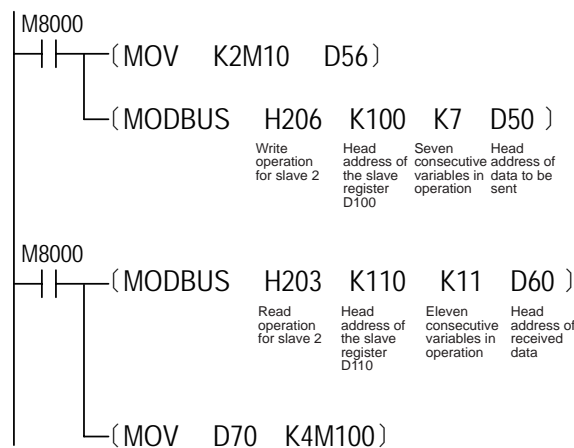 M8000
(MOV K2M10 D56)
(MODBUS H206 K100 K7 D50 )
Write operation for slave 2
Head address of the slave register D100
Seven consecutive variables in operation
Head address of data to be sent
M8000
(MODBUS H203 K110 K11 D60 )
Read operation for slave 2
Head address of the slave register D110
Eleven consecutive variables in operation
Head address of received data
(MOV D70 K4M100)